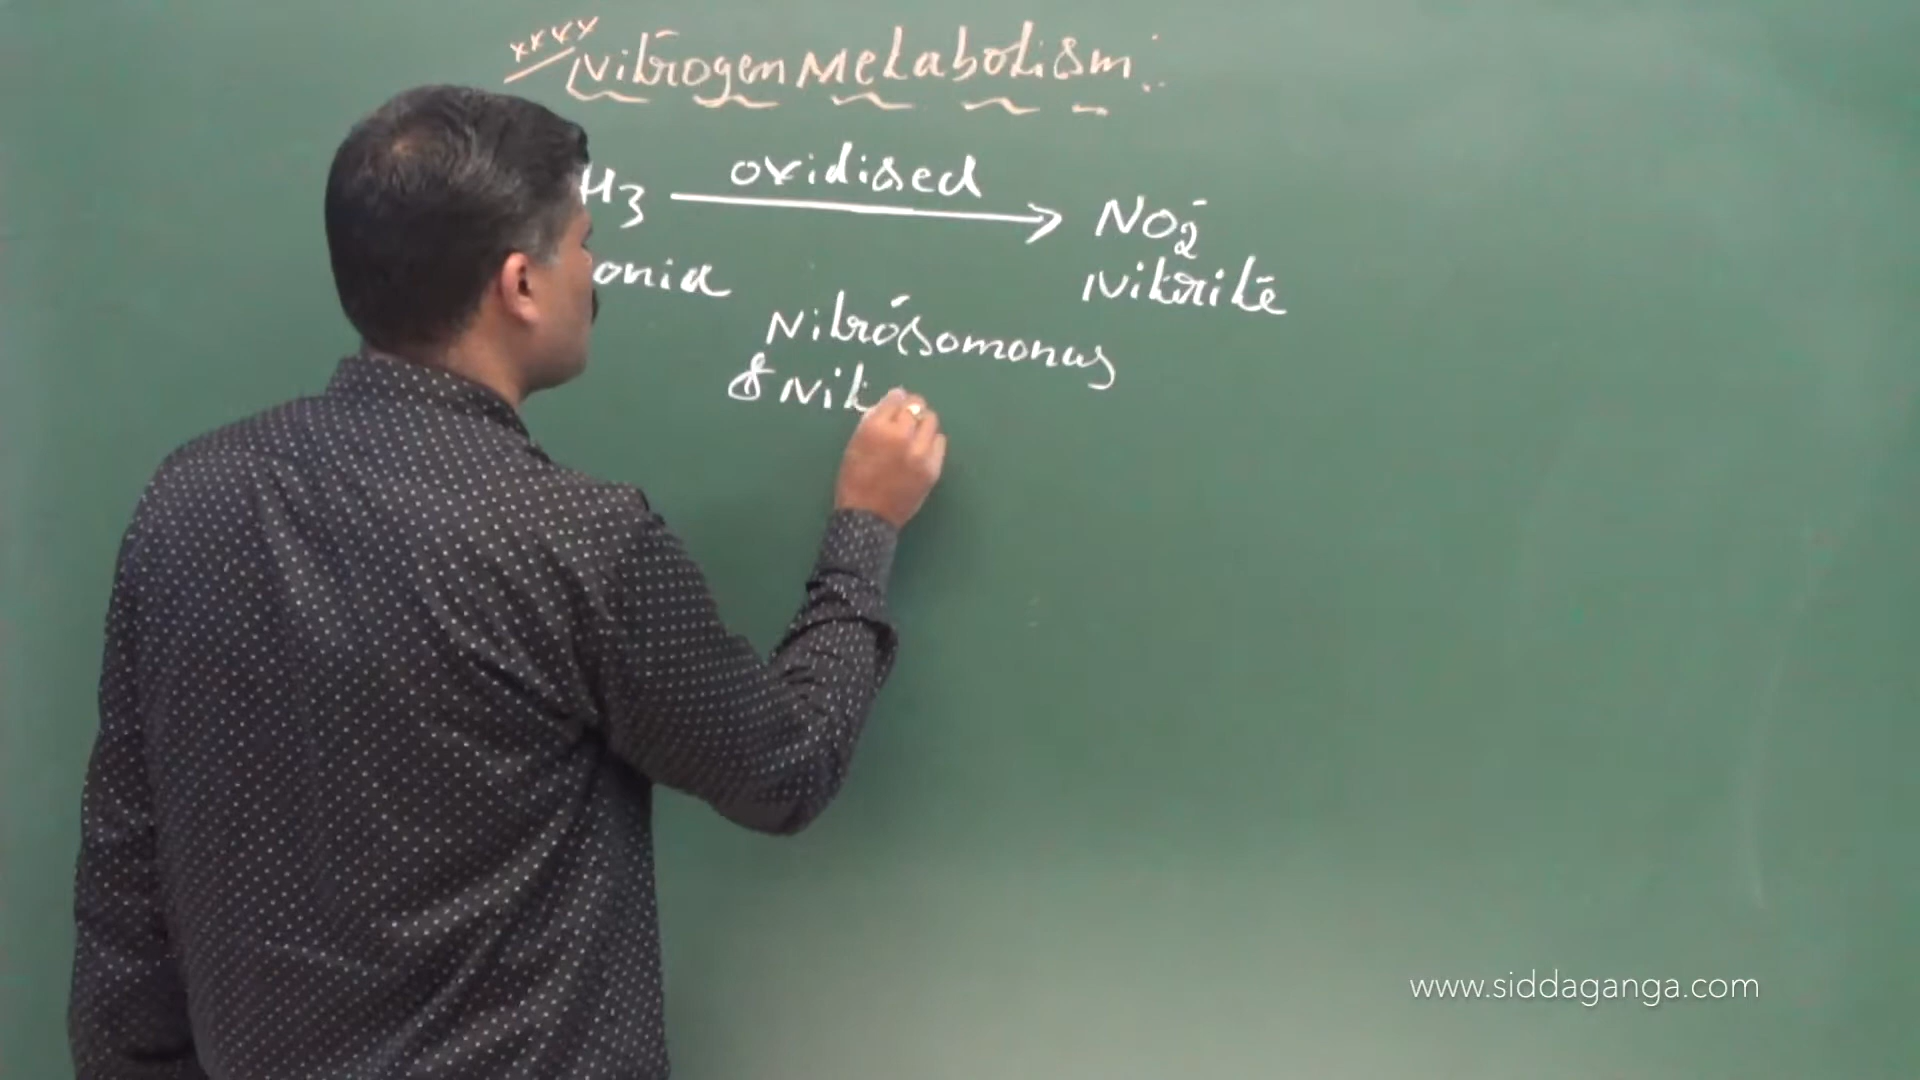 Nitrogen Metabolism:
H3 oxidised NO2-
onia Nitrite
Nitrosomonas
& Nit
www.siddaganga.com